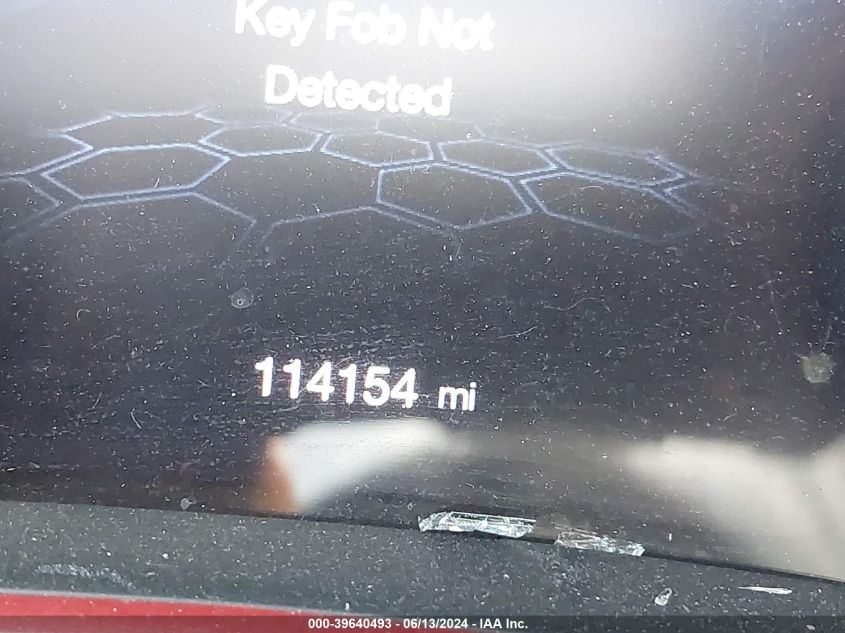 Key Fob Not
Detected
114154 mi
000-39640493 - 06/13/2024 - IAA Inc.